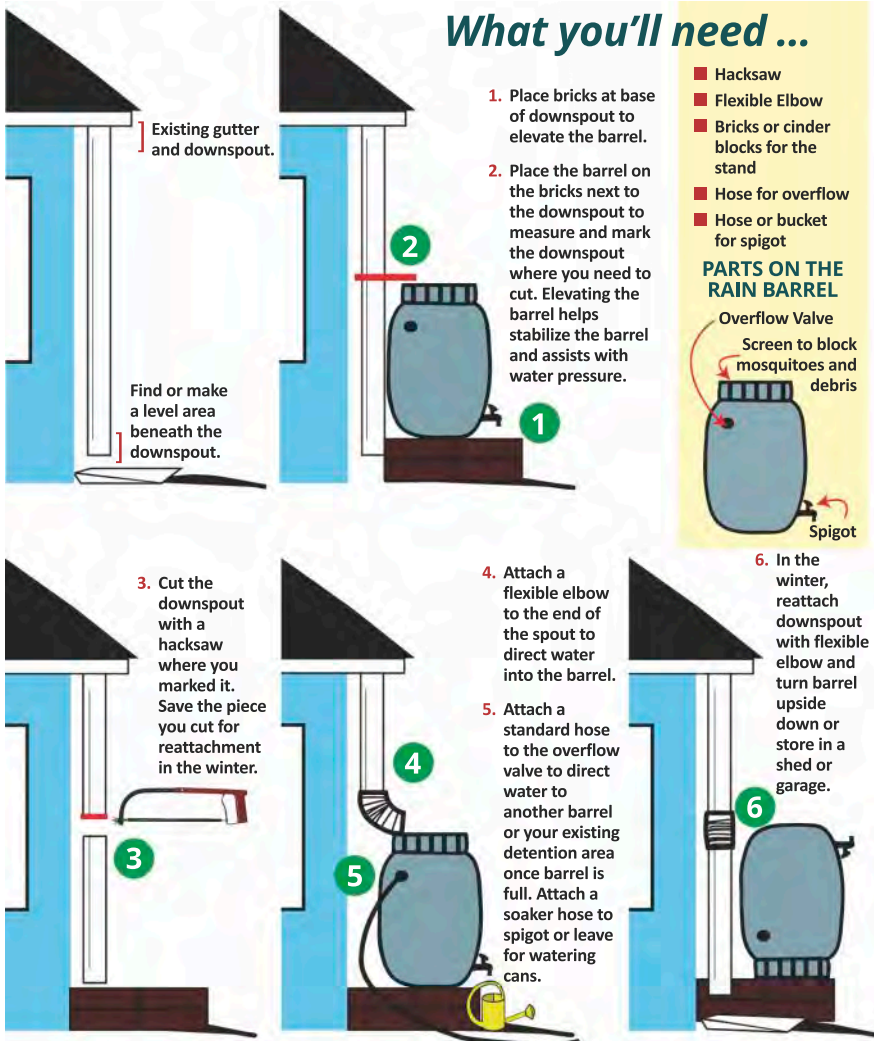 What you'll need ...
Hacksaw
Flexible Elbow
Bricks or cinder
blocks for the
stand
Hose for overflow
Hose or bucket
for spigot
PARTS ON THE
RAIN BARREL
Overflow Valve
Screen to block
mosquitoes and
debris
Spigot
Existing gutter
and downspout.
Find or make
a level area
beneath the
downspout.
1. Place bricks at base
of downspout to
elevate the barrel.
2. Place the barrel on
the bricks next to
the downspout to
measure and mark
the downspout
where you need to
cut. Elevating the
barrel helps
stabilize the barrel
and assists with
water pressure.
2
1
3. Cut the
downspout
with a
hacksaw
where you
marked it.
Save the piece
you cut for
reattachment
in the winter.
3
4. Attach a
flexible elbow
to the end of
the spout to
direct water
into the barrel.
5. Attach a
standard hose
to the overflow
valve to direct
water to
another barrel
or your existing
detention area
once barrel is
full. Attach a
soaker hose to
spigot or leave
for watering
cans.
4
5
6. In the
winter,
reattach
downspout
with flexible
elbow and
turn barrel
upside
down or
store in a
shed or
garage.
6